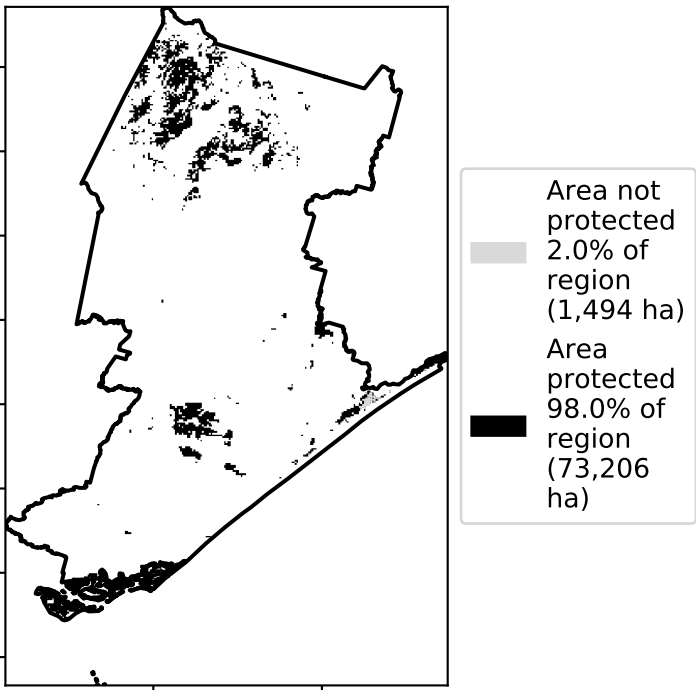 Area not
protected
2.0% of
region
(1,494 ha)
Area
protected
98.0% of
region
(73,206
ha)